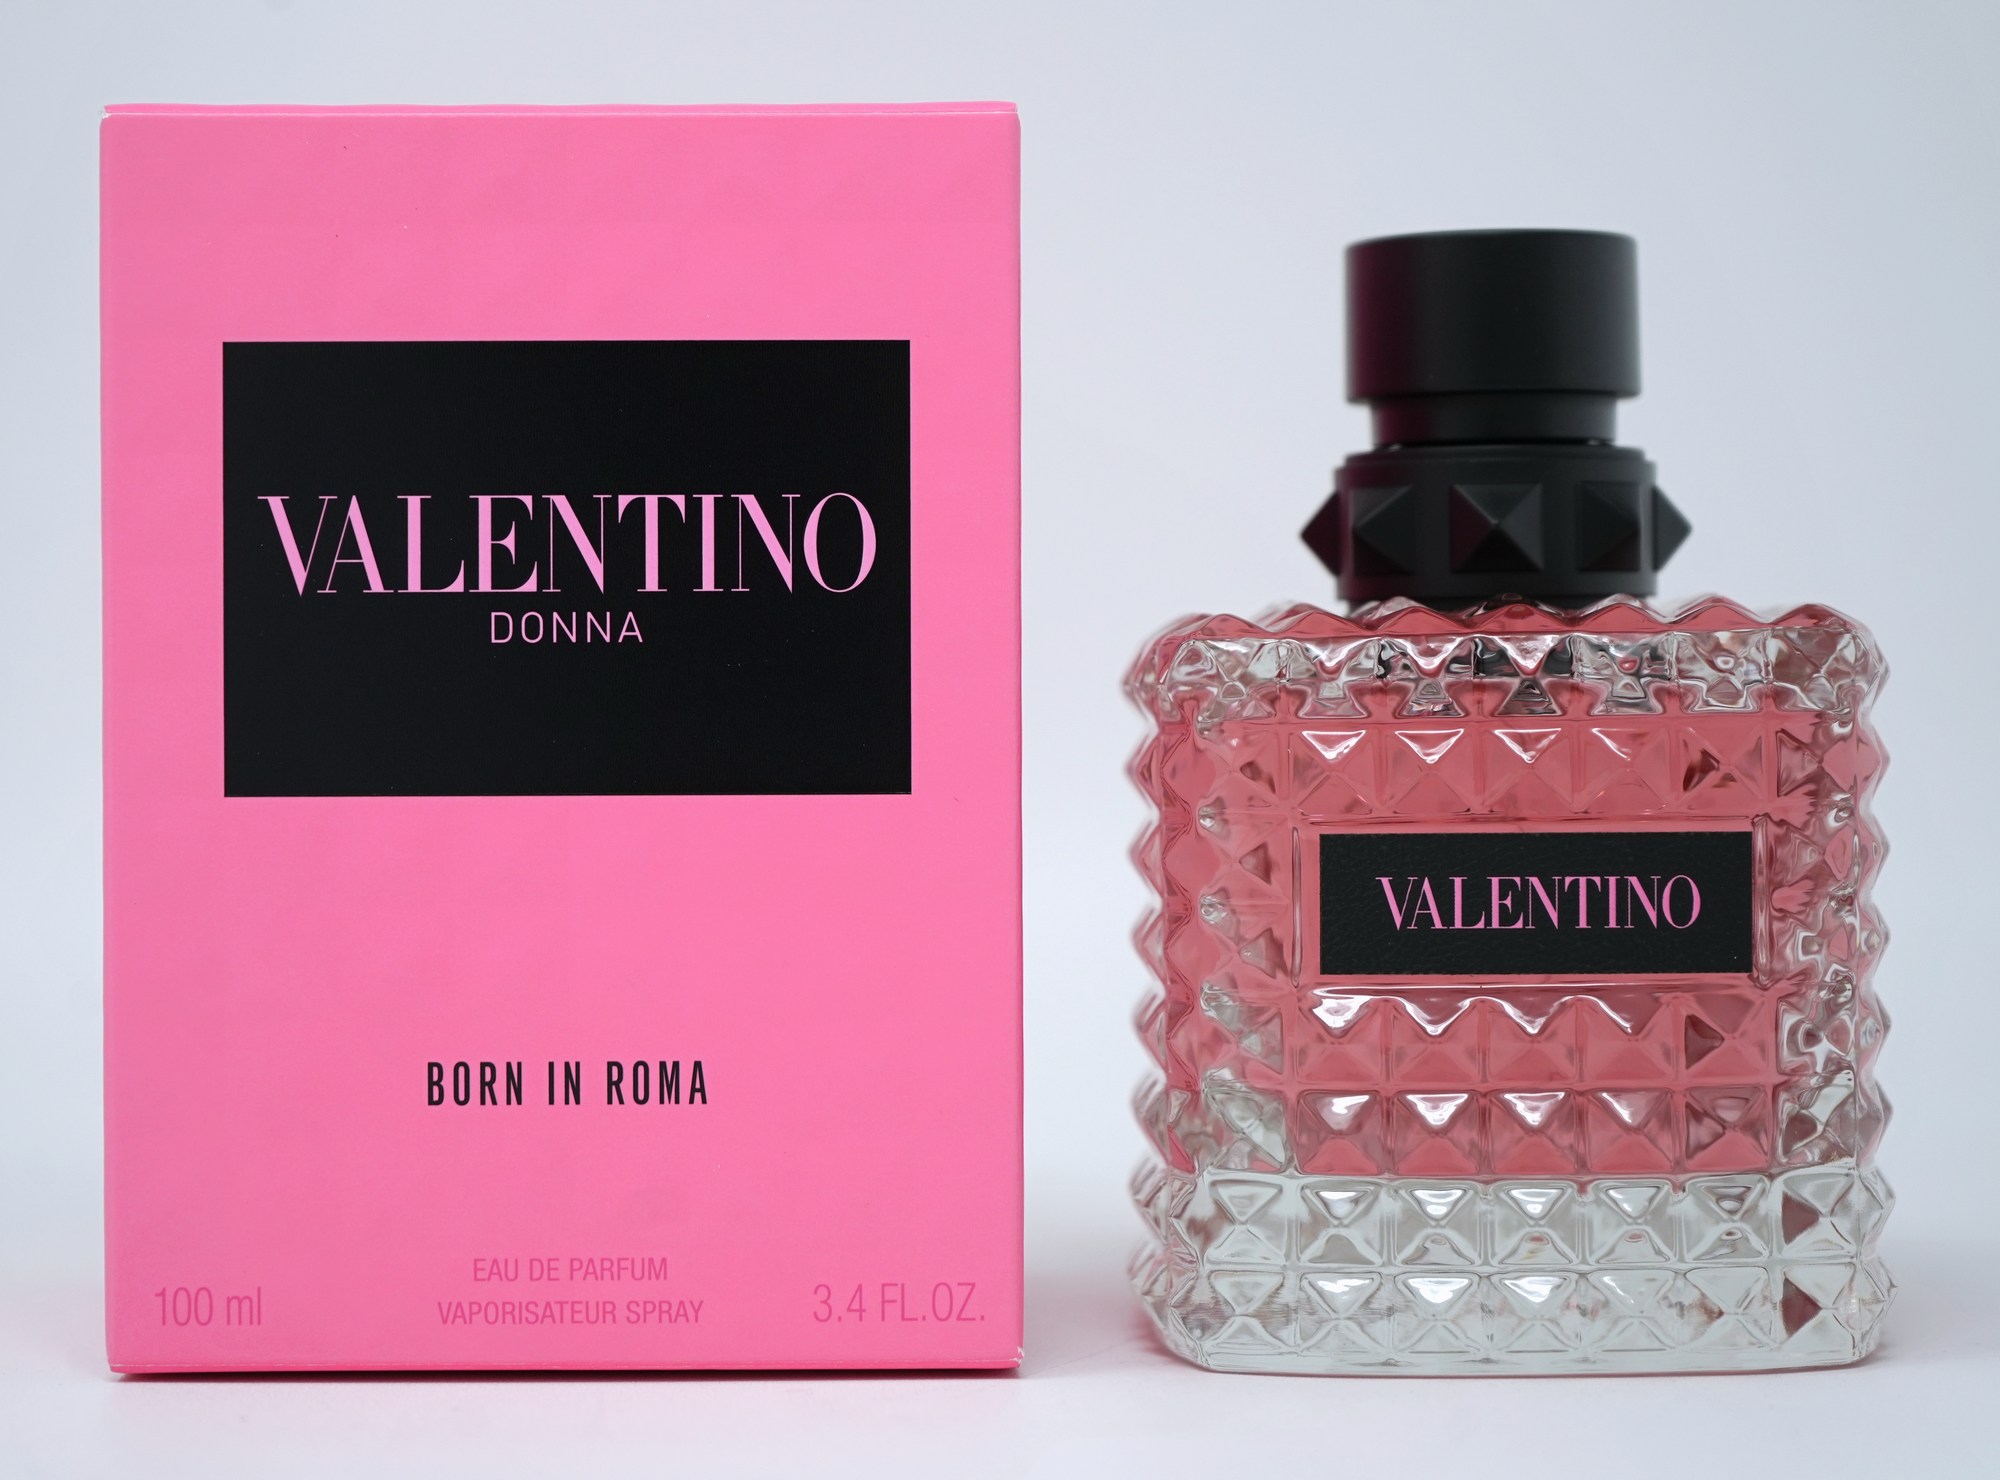 VALENTINO
DONNA
BORN IN ROMA
EAU DE PARFUM
VAPORISATEUR SPRAY
100 ml
3.4 FL.OZ.
VALENTINO